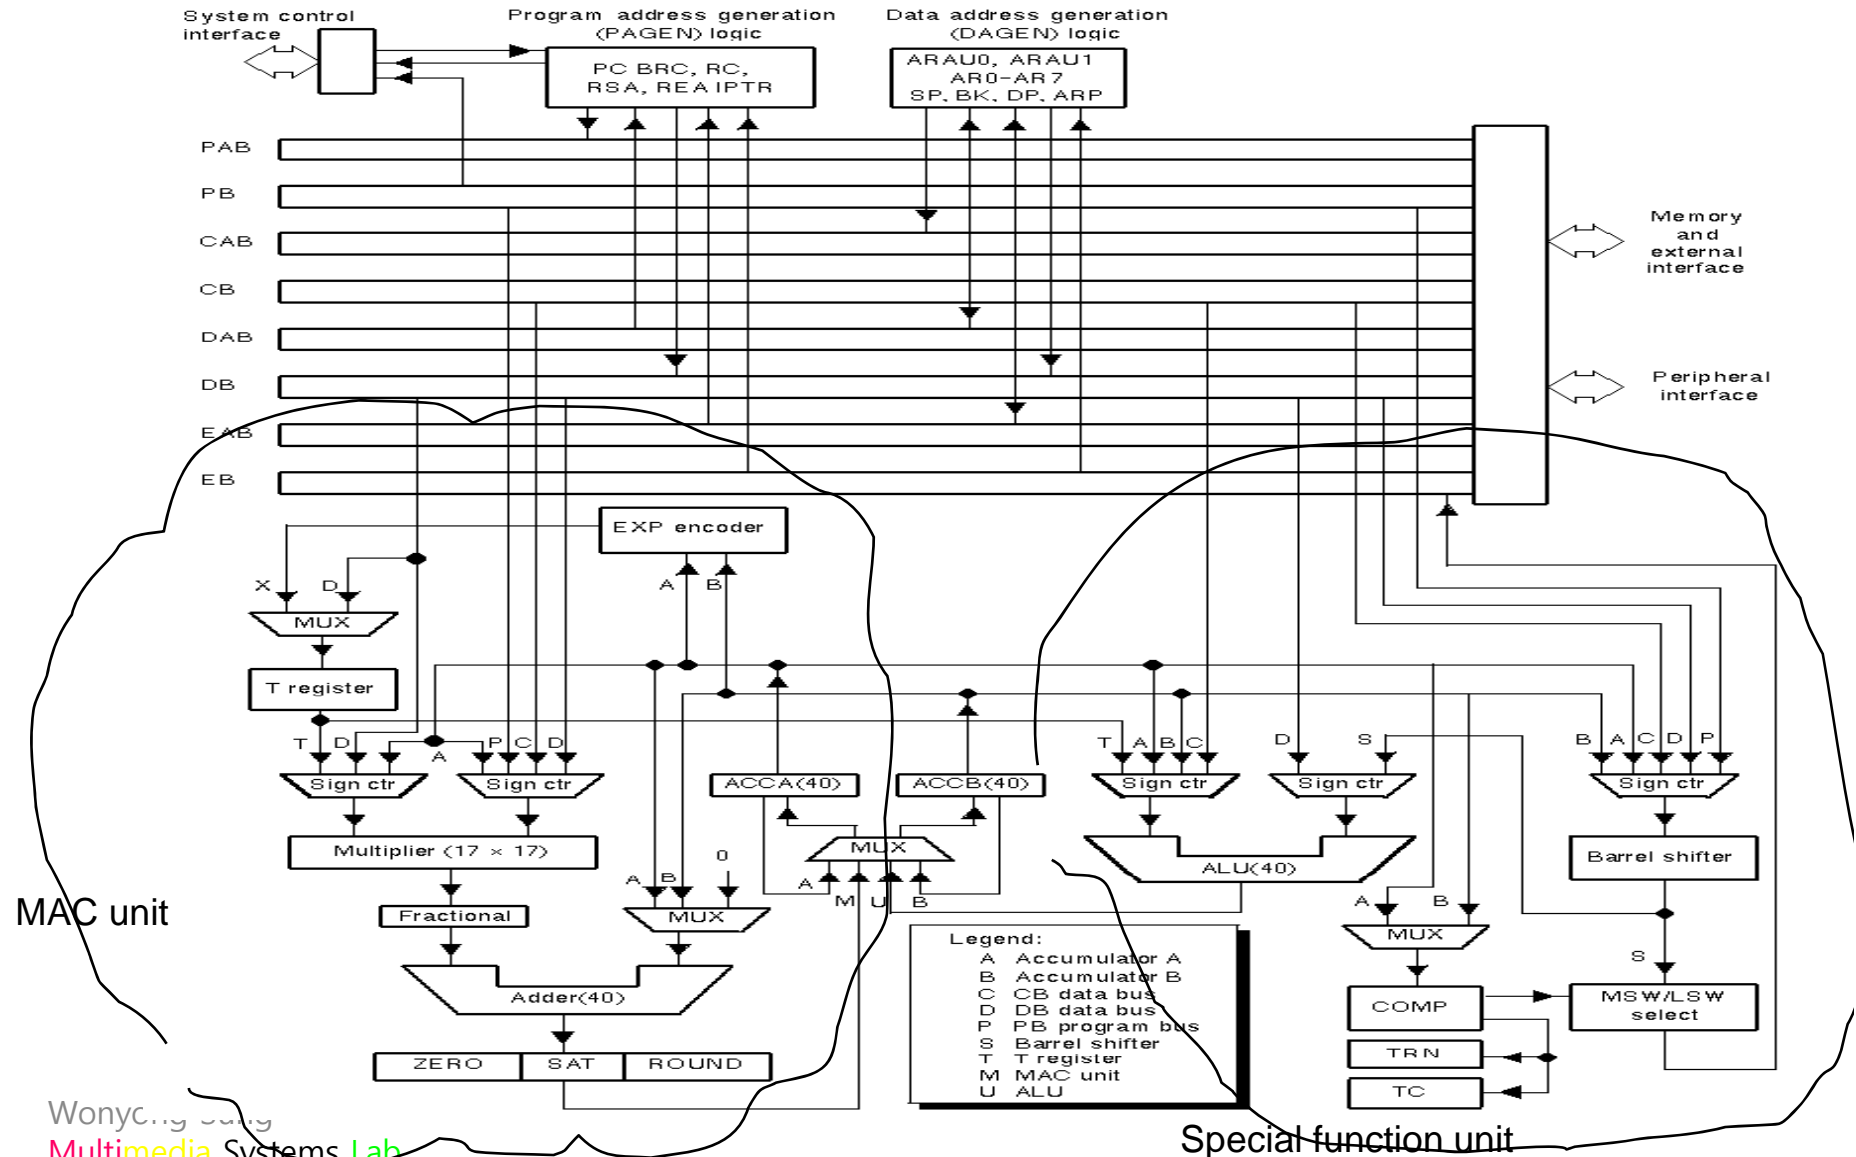 System control
interface
Program address generation
(PAGEN) logic
Data address generation
(DAGEN) logic
PC BRC, RC,
RSA, REA IPTR
ARAU0, ARAU1
AR0-AR7
SP, BK, DP, ARP
PAB
PB
CAB
CB
DAB
DB
EAB
EB
Memory
and
external
interface
Peripheral
interface
EXP encoder
X D
A B
MUX
T register
T D
A
P C D
T A B C
D S
B A C D P
Sign ctr
Sign ctr
ACCA(40)
ACCB(40)
Sign ctr
Sign ctr
Sign ctr
Multiplier (17 × 17)
A B 0
MUX
A M U B
ALU(40)
Barrel shifter
MAC unit
Fractional
MUX
A B
MUX
Adder(40)
S
COMP
MSW/LSW
select
ZERO SAT ROUND
TRN
TC
Legend:
A Accumulator A
B Accumulator B
C CB data bus
D DB data bus
P PB program bus
S Barrel shifter
T T register
M MAC unit
U ALU
Wonyong Sung
Multimedia Systems Lab
Special function unit